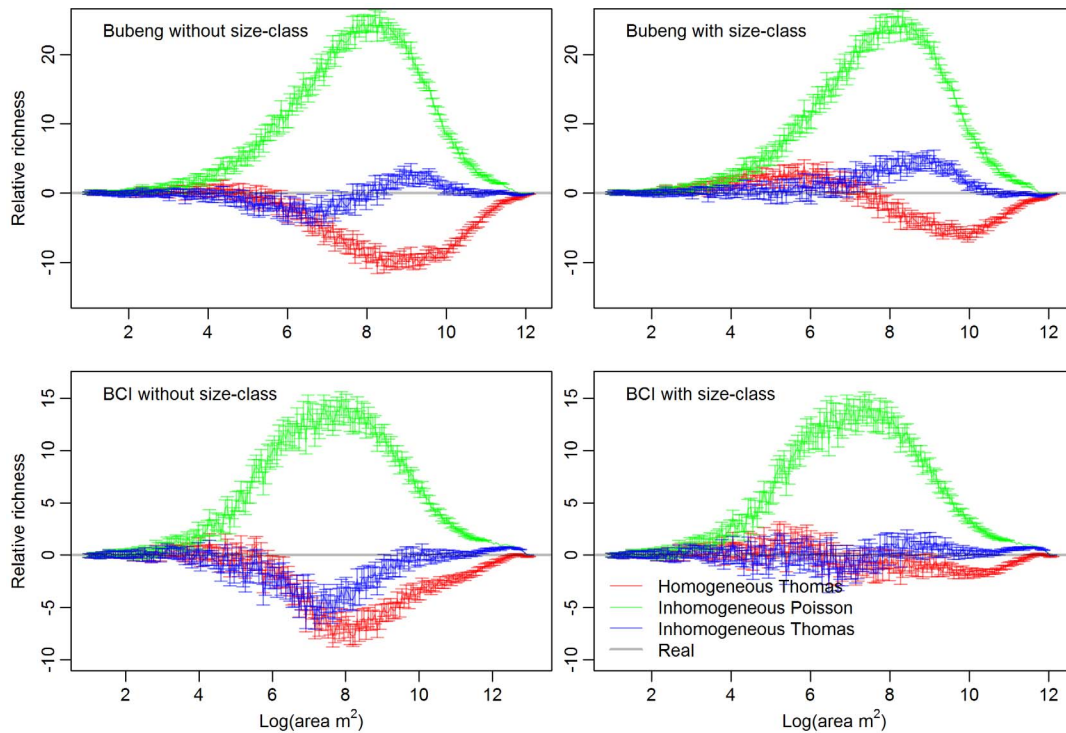 Bubeng without size-class
Bubeng with size-class
Relative richness
20
10
0
-10
2 4 6 8 10 12
20
10
0
-10
2 4 6 8 10 12
BCI without size-class
BCI with size-class
Relative richness
15
10
5
0
-5
-10
2 4 6 8 10 12
Log(area m²)
15
10
5
0
-5
-10
Homogeneous Thomas
Inhomogeneous Poisson
Inhomogeneous Thomas
Real
2 4 6 8 10 12
Log(area m²)